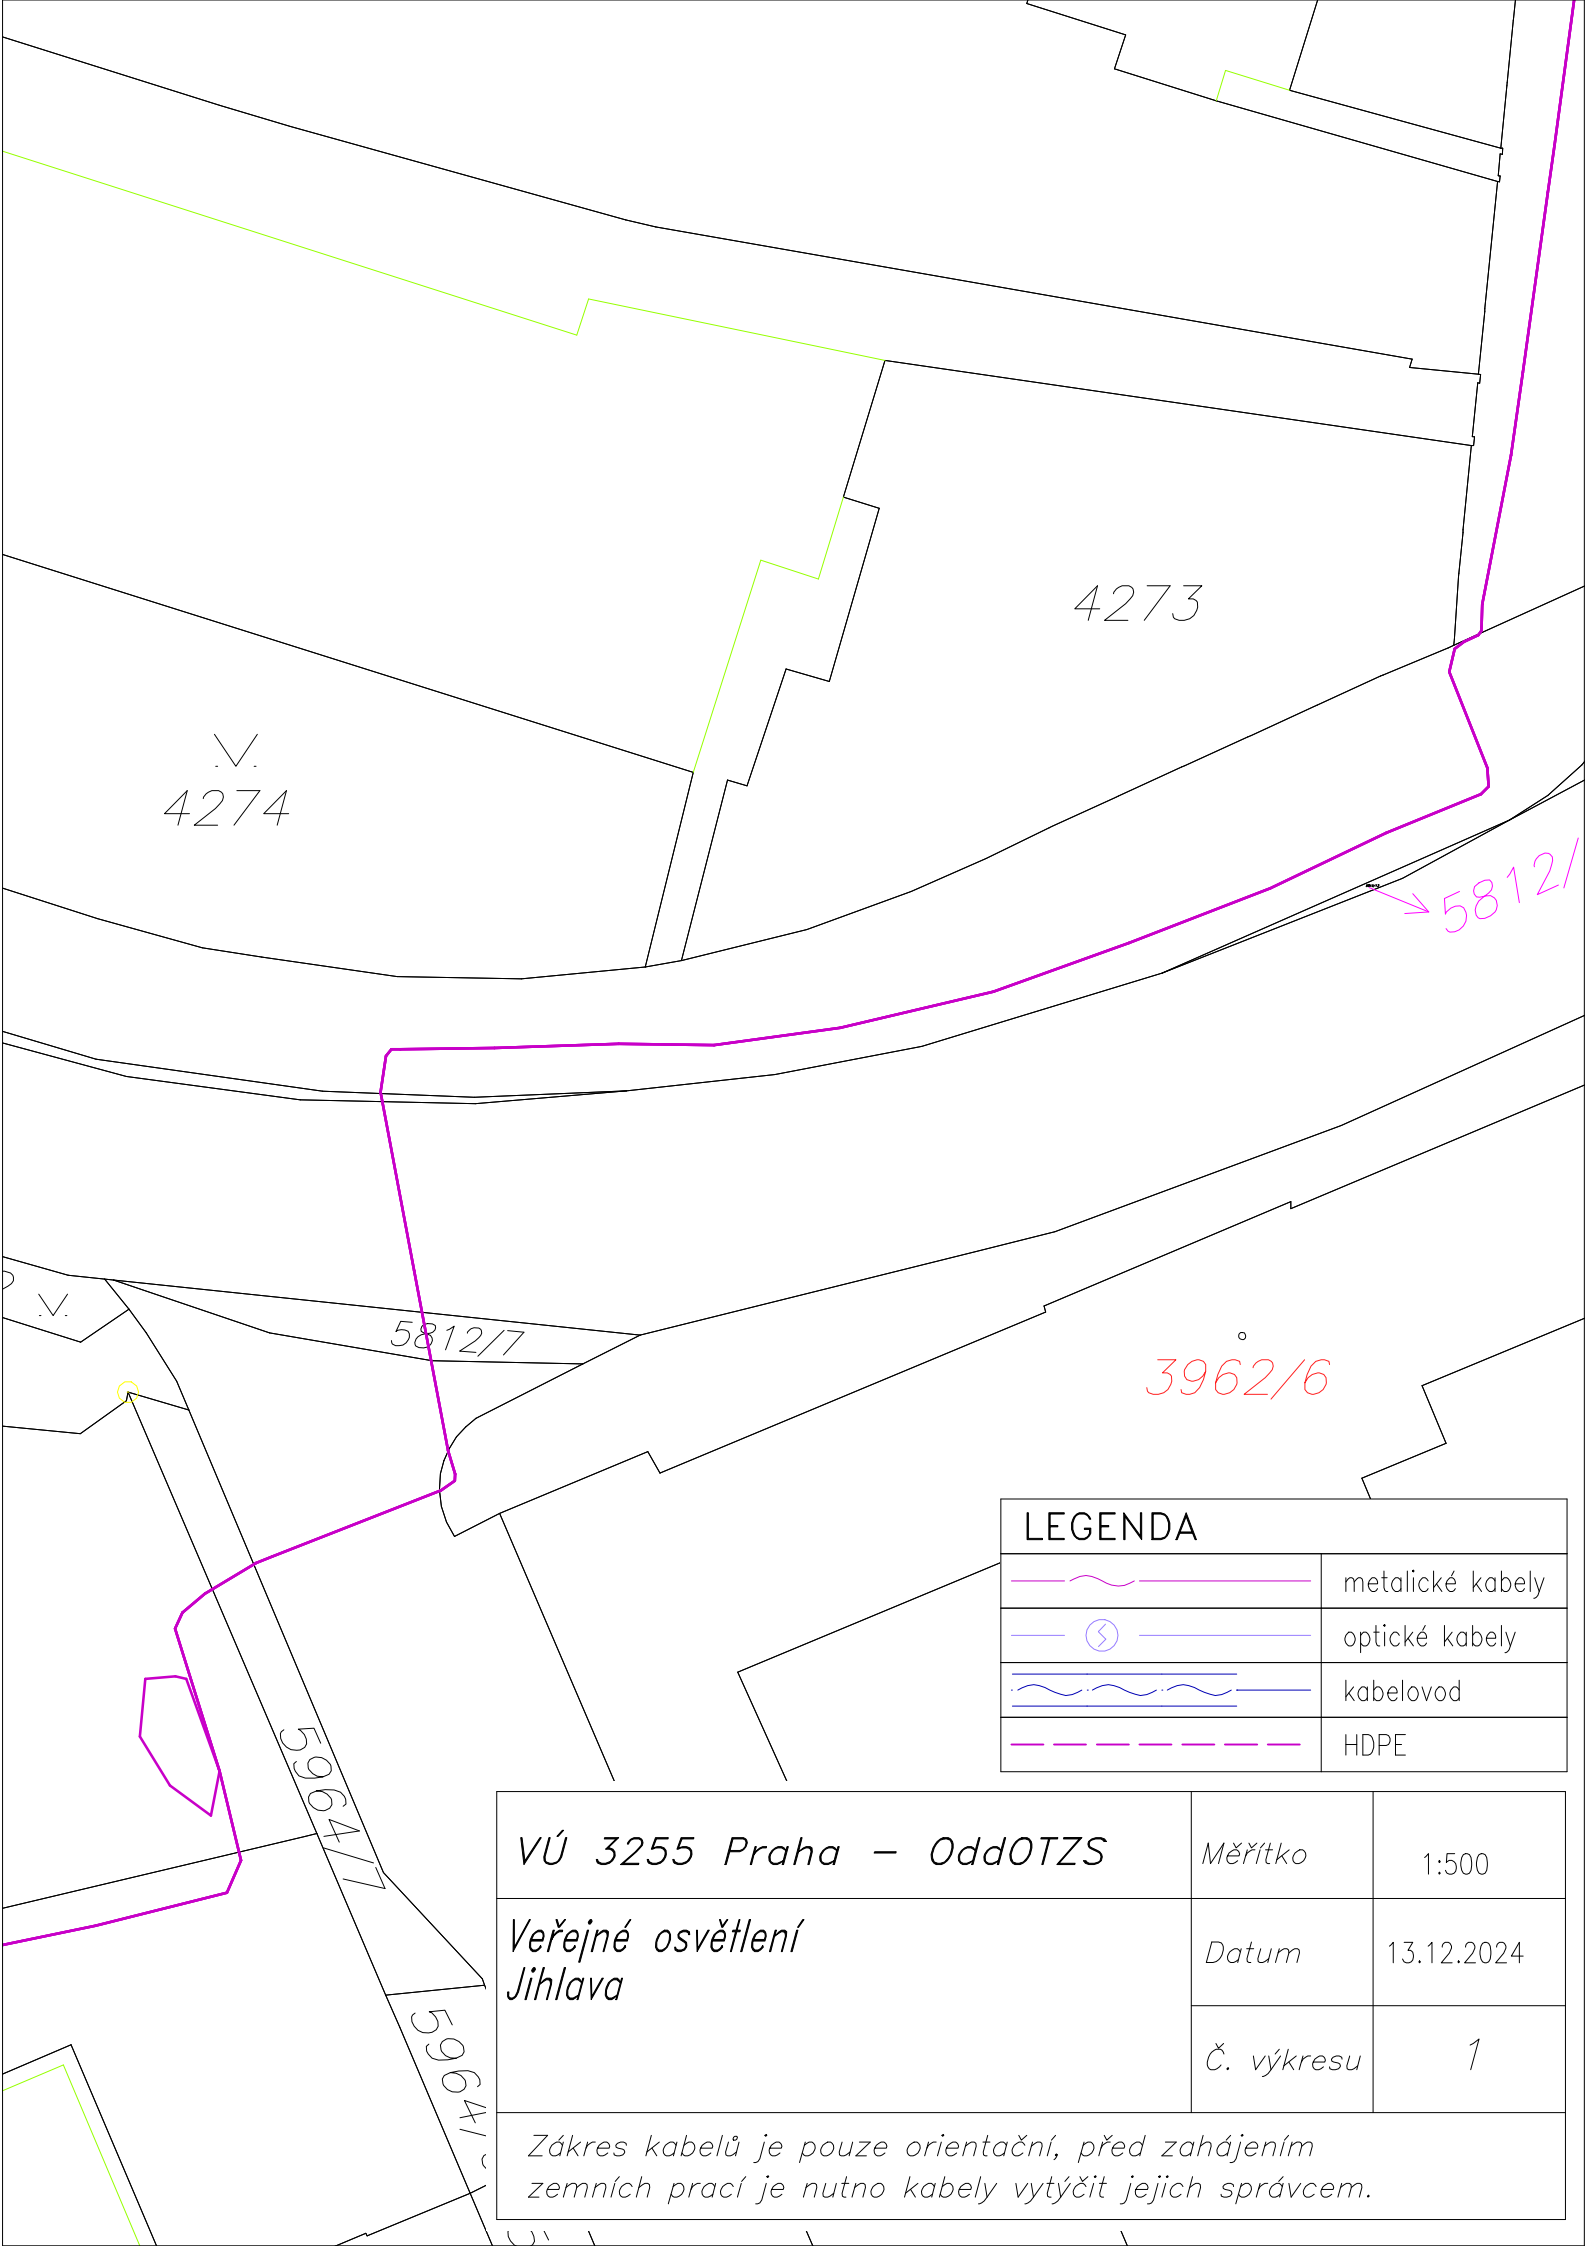 4273
4274
5812/
5812/7
3962/6
LEGENDA
metalické kabely
optické kabely
kabelovod
HDPE
5964/7
5964/
VÚ 3255 Praha – OddOTZS
Měřítko
1:500
Veřejné osvětlení
Jihlava
Datum
13.12.2024
Č. výkresu
1
Zákres kabelů je pouze orientační, před zahájením
zemních prací je nutno kabely vytýčit jejich správcem.